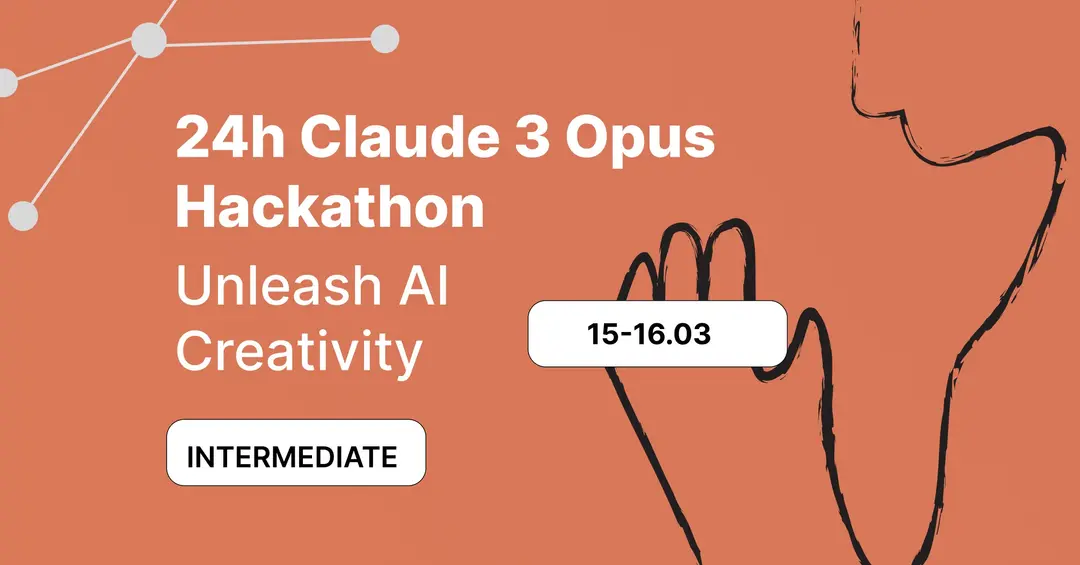 24h Claude 3 Opus
Hackathon
Unleash AI
Creativity
15-16.03
INTERMEDIATE